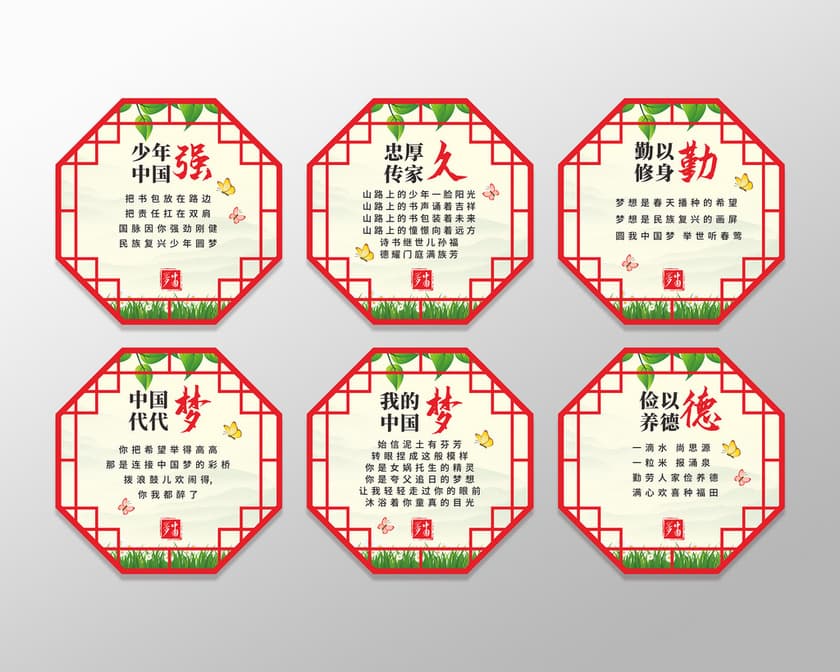 少年
中国强
把书包放在路边
把责任扛在双肩
国脉因你强劲刚健
民族复兴少年圆梦
中国梦
忠厚
传家久
山路上的少年一脸阳光
山路上的书声诵着吉祥
山路上的书包装着未来
山路上的憧憬向着远方
诗书继世儿孙福
德耀门庭满族芳
中国梦
勤以
修身勤
梦想是春天播种的希望
梦想是民族复兴的画屏
圆我中国梦 举世听春莺
中国梦
中国
代代梦
你把希望举得高高
那是连接中国梦的彩桥
拨浪鼓儿欢闹得,
你我都醉了
中国梦
我的
中国梦
始信泥土有芬芳
转眼捏成这般模样
你是女娲托生的精灵
你是夸父追日的梦想
让我轻轻走过你的眼前
沐浴着你童真的目光
中国梦
俭以
养德德
一滴水 尚思源
一粒米 报涌泉
勤劳人家俭养德
满心欢喜种福田
中国梦